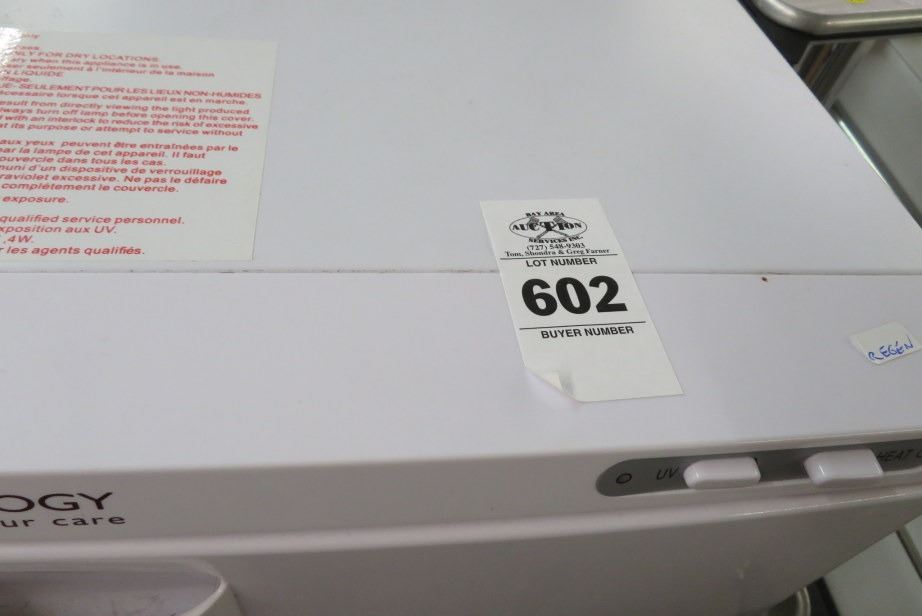 ONLY FOR DRY LOCATIONS.
when this appliance is in use.
seulement à l'intérieur de la maison
LIQUIDE
SEULEMENT POUR LES LIEUX NON-HUMIDES
nécessaire lorsque cet appareil est en marche.
result from directly viewing the light produced
always turn off lamp before opening this cover.
with an interlock to reduce the risk of excessive
its purpose or attempt to service without
aux yeux peuvent être entraînées par le
par la lampe de cet appareil. Il faut
couvercle dans tous les cas.
muni d'un dispositive de verrouillage
excessive. Ne pas le défaire
complètement le couvercle.
exposure.
qualified service personnel.
exposition aux UV.
,4W.
les agents qualifiés.
BAY AREA
AUCTION
SERVICES INC.
(727) 548-9303
Tom, Shondra & Greg Farner
LOT NUMBER
602
BUYER NUMBER
RÉGÉN
UV HEAT
OGY
ur care